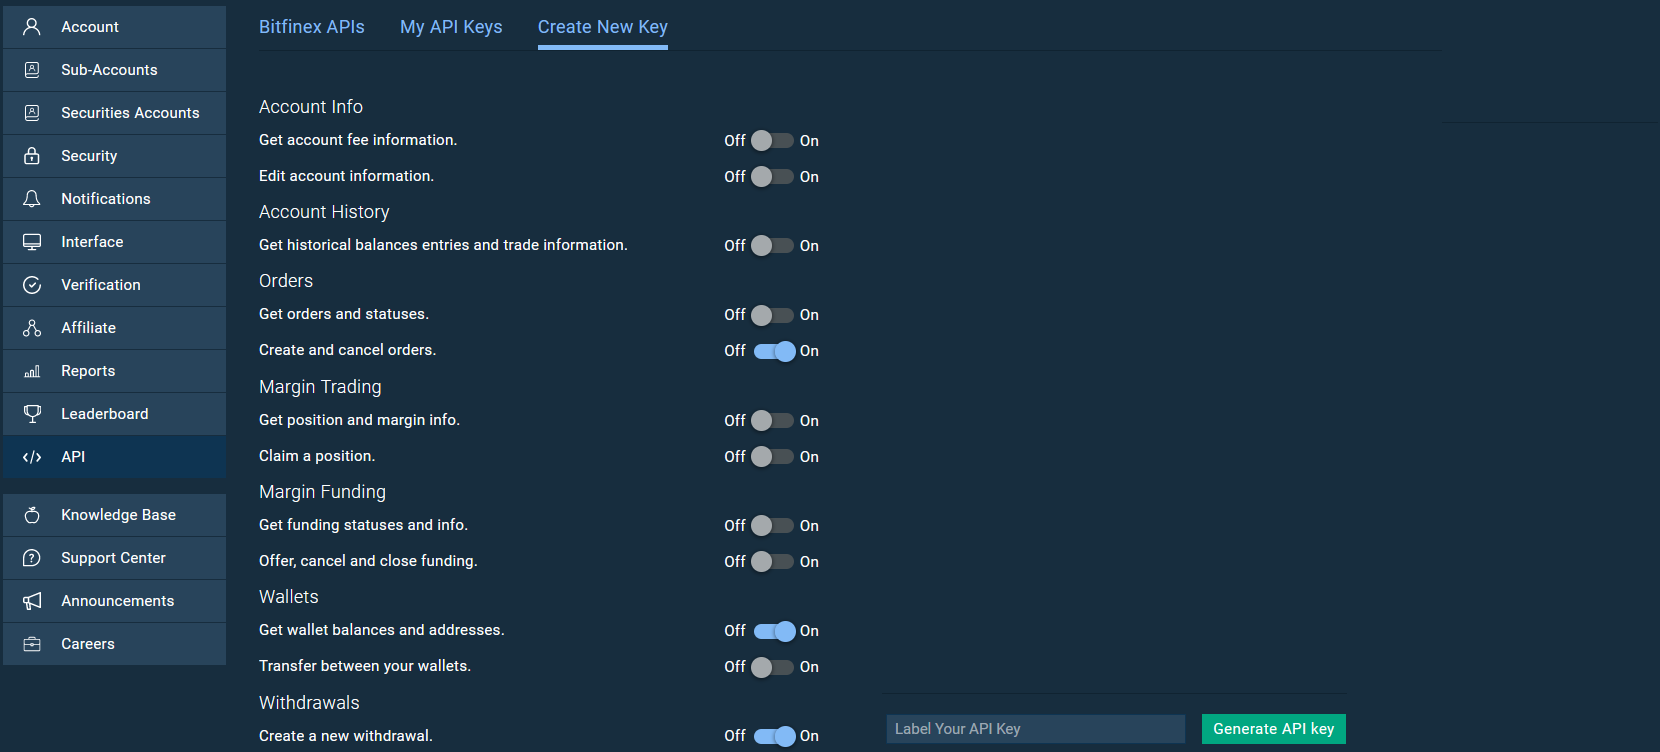 Account
Sub-Accounts
Securities Accounts
Security
Notifications
Interface
Verification
Affiliate
Reports
Leaderboard
API
Knowledge Base
Support Center
Announcements
Careers
Bitfinex APIs My API Keys Create New Key
Account Info
Get account fee information. Off On
Edit account information. Off On
Account History
Get historical balances entries and trade information. Off On
Orders
Get orders and statuses. Off On
Create and cancel orders. Off On
Margin Trading
Get position and margin info. Off On
Claim a position. Off On
Margin Funding
Get funding statuses and info. Off On
Offer, cancel and close funding. Off On
Wallets
Get wallet balances and addresses. Off On
Transfer between your wallets. Off On
Withdrawals
Create a new withdrawal. Off On
Label Your API Key Generate API key